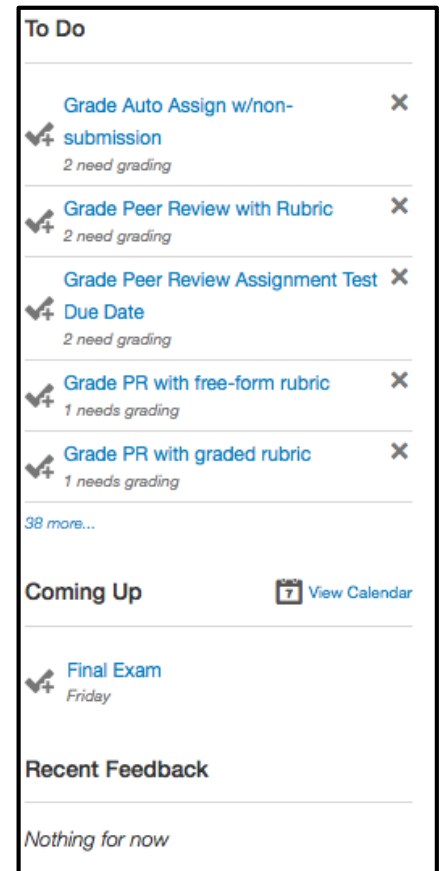 To Do
Grade Auto Assign w/non-
submission
2 need grading
Grade Peer Review with Rubric
2 need grading
Grade Peer Review Assignment Test
Due Date
2 need grading
Grade PR with free-form rubric
1 needs grading
Grade PR with graded rubric
1 needs grading
38 more...
Coming Up
7 View Calendar
Final Exam
Friday
Recent Feedback
Nothing for now